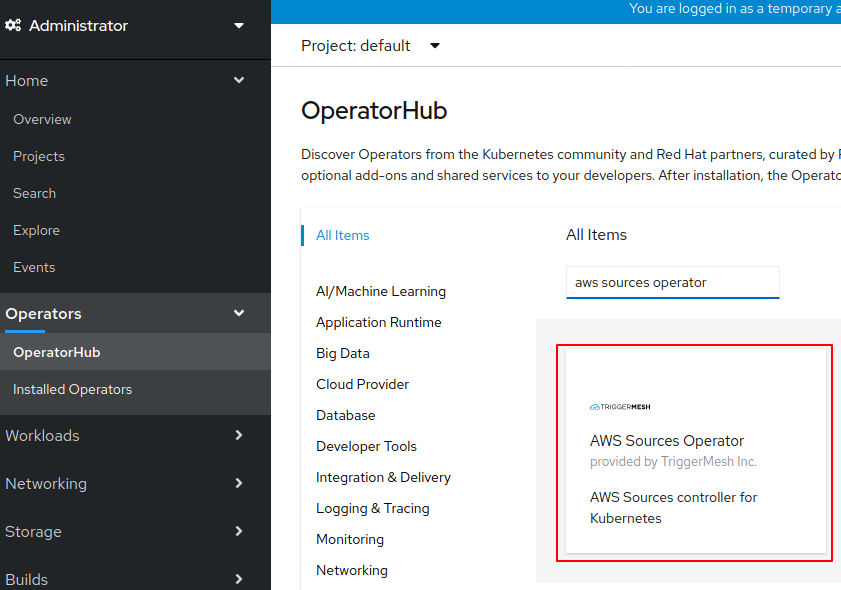 Administrator
Home
Overview
Projects
Search
Explore
Events
Operators
OperatorHub
Installed Operators
Workloads
Networking
Storage
Builds
You are logged in as a temporary
Project: default
OperatorHub
Discover Operators from the Kubernetes community and Red Hat partners, curated by
optional add-ons and shared services to your developers. After installation, the
All Items
AI/Machine Learning
Application Runtime
Big Data
Cloud Provider
Database
Developer Tools
Integration & Delivery
Logging & Tracing
Monitoring
Networking
All Items
aws sources operator
TRIGGERMESH
AWS Sources Operator
provided by TriggerMesh Inc.
AWS Sources controller for
Kubernetes